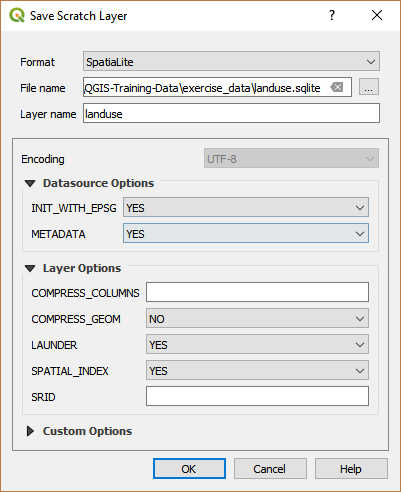 Save Scratch Layer ? ×
Format SpatiaLite
File name QGIS-Training-Data\exercise_data\landuse.sqlite ...
Layer name landuse
Encoding UTF-8
Datasource Options
INIT_WITH_EPSG YES
METADATA YES
Layer Options
COMPRESS_COLUMNS
COMPRESS_GEOM NO
LAUNDER YES
SPATIAL_INDEX YES
SRID
Custom Options
OK Cancel Help